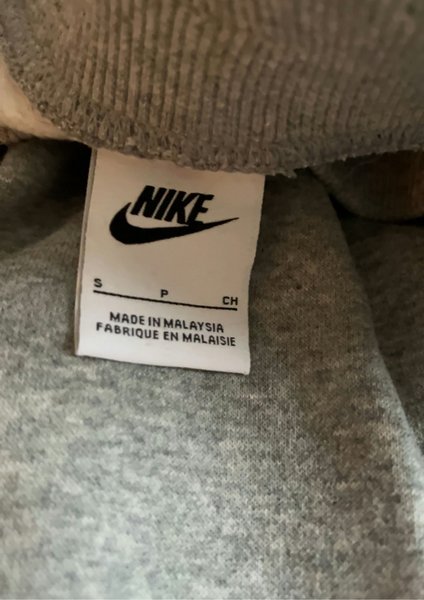 NIKE
S P CH
MADE IN MALAYSIA
FABRIQUE EN MALAISIE